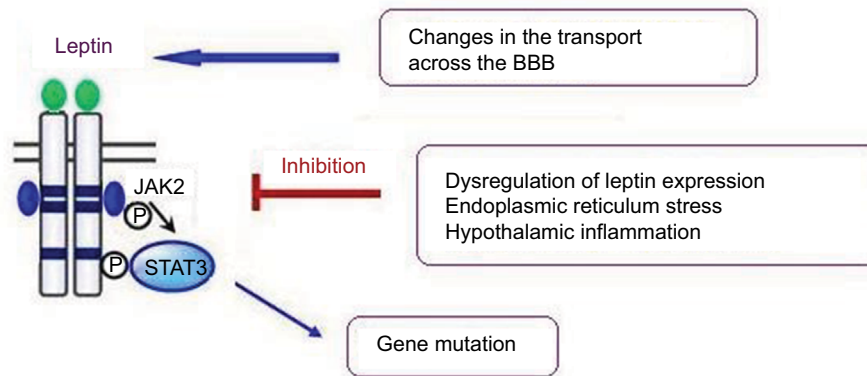 Leptin
Changes in the transport
across the BBB
Inhibition
JAK2
P
P
STAT3
Dysregulation of leptin expression
Endoplasmic reticulum stress
Hypothalamic inflammation
Gene mutation